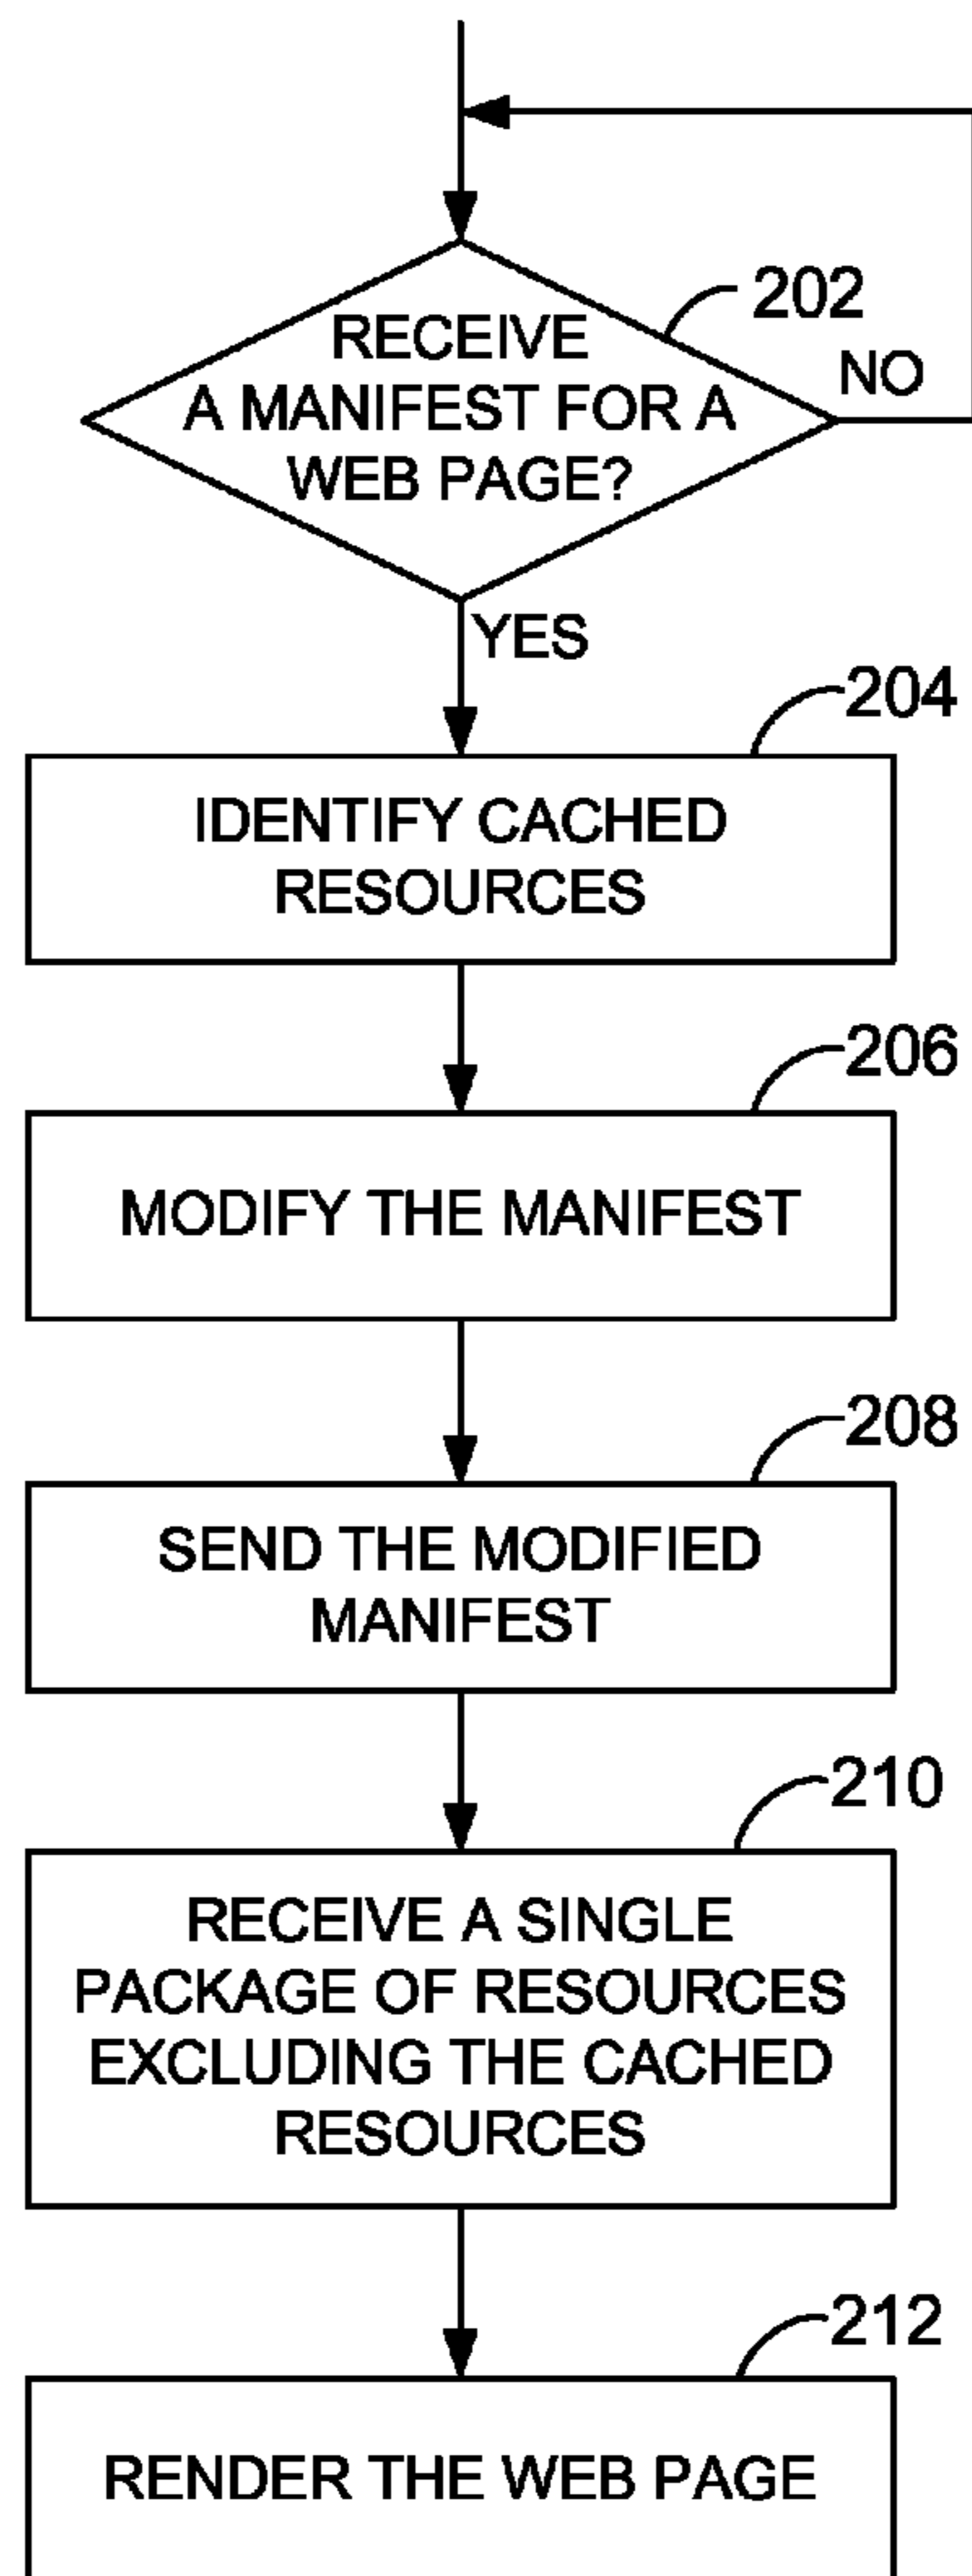 202
RECEIVE
A MANIFEST FOR A
WEB PAGE?
NO
YES
204
IDENTIFY CACHED
RESOURCES
206
MODIFY THE MANIFEST
208
SEND THE MODIFIED
MANIFEST
210
RECEIVE A SINGLE
PACKAGE OF RESOURCES
EXCLUDING THE CACHED
RESOURCES
212
RENDER THE WEB PAGE